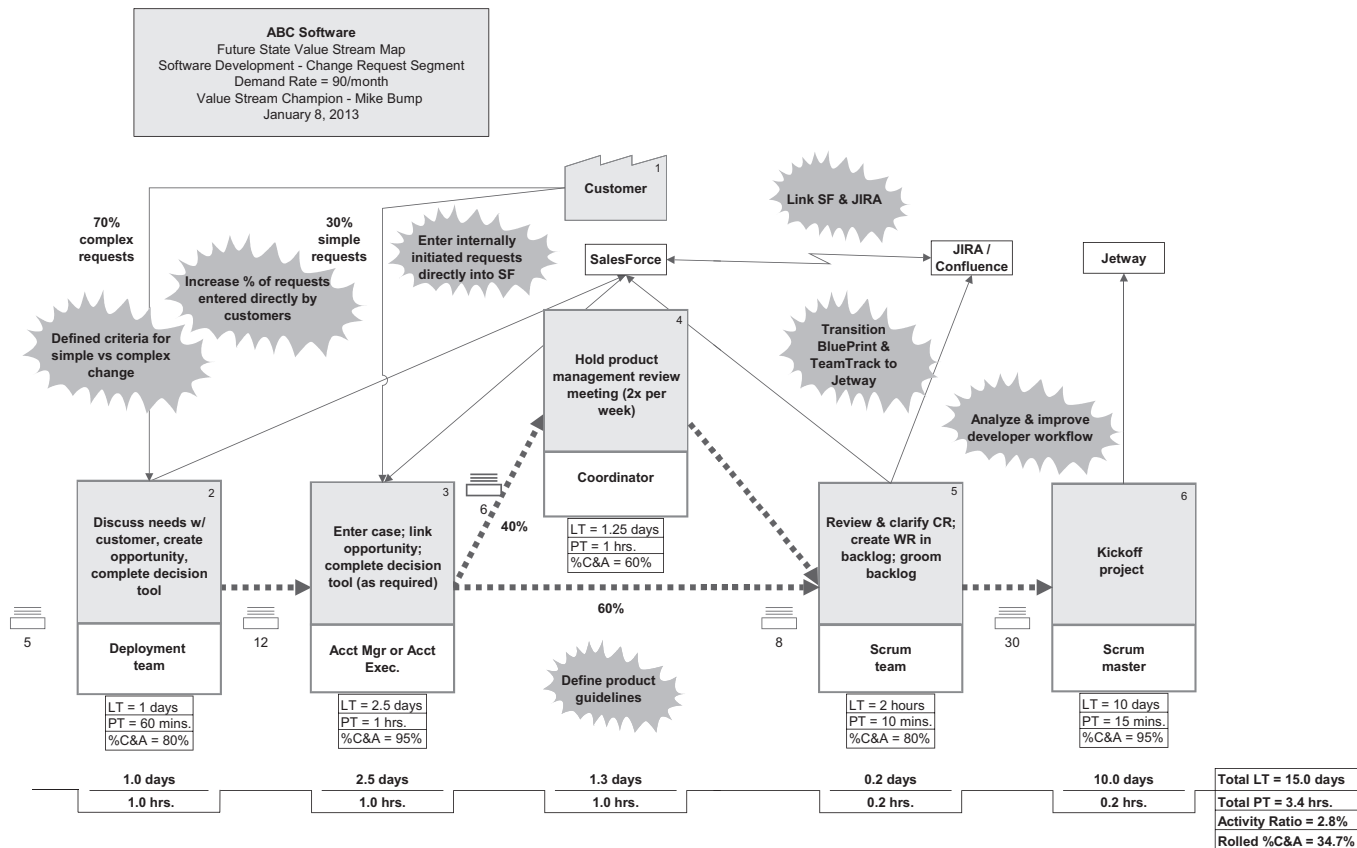 ABC Software
Future State Value Stream Map
Software Development - Change Request Segment
Demand Rate = 90/month
Value Stream Champion - Mike Bump
January 8, 2013
1
Customer
Link SF & JIRA
70%
complex
requests
30%
simple
requests
Enter internally
initiated requests
directly into SF
SalesForce
JIRA /
Confluence
Jetway
Increase % of requests
entered directly by
customers
Defined criteria for
simple vs complex
change
4
Hold product
management review
meeting (2x per
week)
Coordinator
LT = 1.25 days
PT = 1 hrs.
%C&A = 60%
Transition
BluePrint &
TeamTrack to
Jetway
Analyze & improve
developer workflow
5
2
Discuss needs w/
customer, create
opportunity,
complete decision
tool
Deployment
team
LT = 1 days
PT = 60 mins.
%C&A = 80%
12
3
Enter case; link
opportunity;
complete decision
tool (as required)
Acct Mgr or Acct
Exec.
LT = 2.5 days
PT = 1 hrs.
%C&A = 95%
6
40%
60%
Define product
guidelines
8
5
Review & clarify CR;
create WR in
backlog; groom
backlog
Scrum
team
LT = 2 hours
PT = 10 mins.
%C&A = 80%
30
6
Kickoff
project
Scrum
master
LT = 10 days
PT = 15 mins.
%C&A = 95%
1.0 days
2.5 days
1.3 days
0.2 days
10.0 days
Total LT = 15.0 days
1.0 hrs.
1.0 hrs.
1.0 hrs.
0.2 hrs.
0.2 hrs.
Total PT = 3.4 hrs.
Activity Ratio = 2.8%
Rolled %C&A = 34.7%